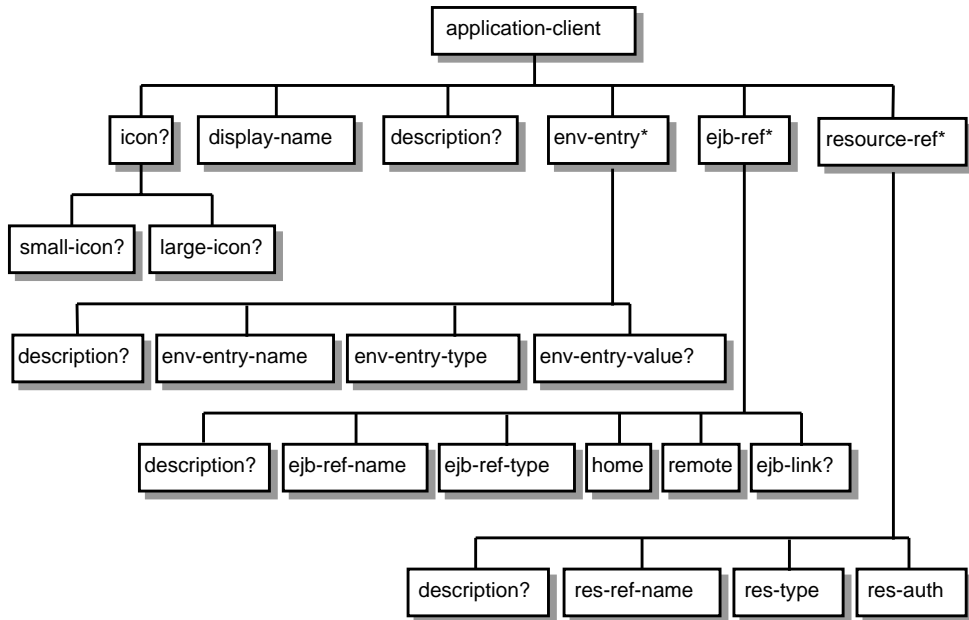 application-client
icon?
display-name
description?
env-entry*
ejb-ref*
resource-ref*
small-icon?
large-icon?
description?
env-entry-name
env-entry-type
env-entry-value?
description?
ejb-ref-name
ejb-ref-type
home
remote
ejb-link?
description?
res-ref-name
res-type
res-auth